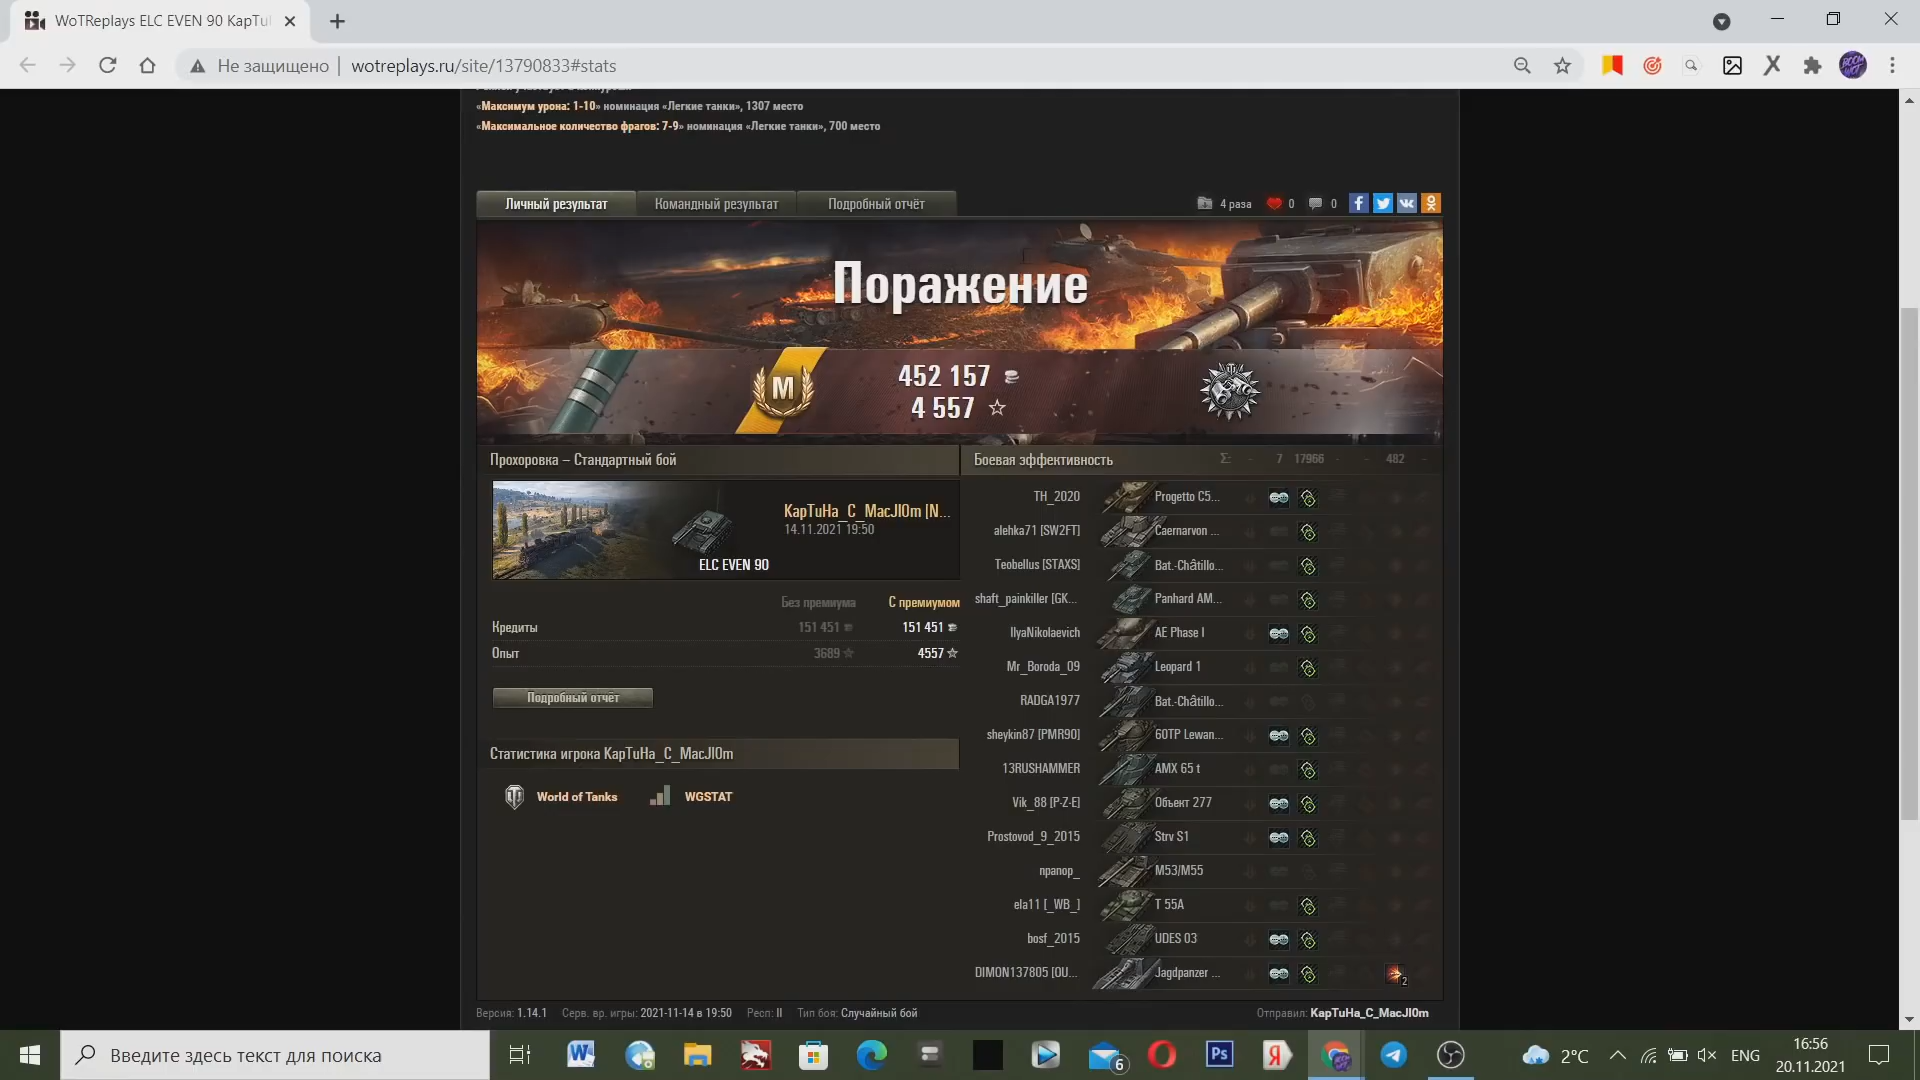 WoTReplays ELC EVEN 90 KapTu
Не защищено
wotreplays.ru/site/13790833#stats
«Максимум урона: 1-10» номинация «Легкие танки», 1307 место
«Максимальное количество фрагов: 7-9» номинация «Легкие танки», 700 место
Личный результат
Командный результат
Подробный отчёт
4 раза
0
0
Поражение
M
452 157
4 557
Прохоровка – Стандартный бой
KapTuHa_C_MacJl0m [N...
14.11.2021 19:50
ELC EVEN 90
Без премиума
С премиумом
Кредиты 151 451 151 451
Опыт 3689 4557
Подробный отчёт
Статистика игрока KapTuHa_C_MacJl0m
World of Tanks
WGSTAT
Боевая эффективность
Σ: - 7 17966 - - 482 -
TH_2020 Progetto C5...
alehka71 [SW2FT] Caernarvon ...
Teobellus [STAXS] Bat.-Châtillo...
shaft_painkiller [GK... Panhard AM...
IlyaNikolaevich AE Phase I
Mr_Boroda_09 Leopard 1
RADGA1977 Bat.-Châtillo...
sheykin87 [PMR90] 60TP Lewan...
13RUSHAMMER AMX 65 t
Vik_88 [P-Z-E] Объект 277
Prostovod_9_2015 Strv S1
npanop_ M53/M55
ela11 [_WB_] T 55A
bosf_2015 UDES 03
DIMON137805 [OU... Jagdpanzer ...
2
Версия: 1.14.1 Серв. вр. игры: 2021-11-14 в 19:50 Респ: II Тип боя: Случайный бой
Отправил: KapTuHa_C_MacJl0m
Введите здесь текст для поиска
6
2°C
ENG
16:56
20.11.2021